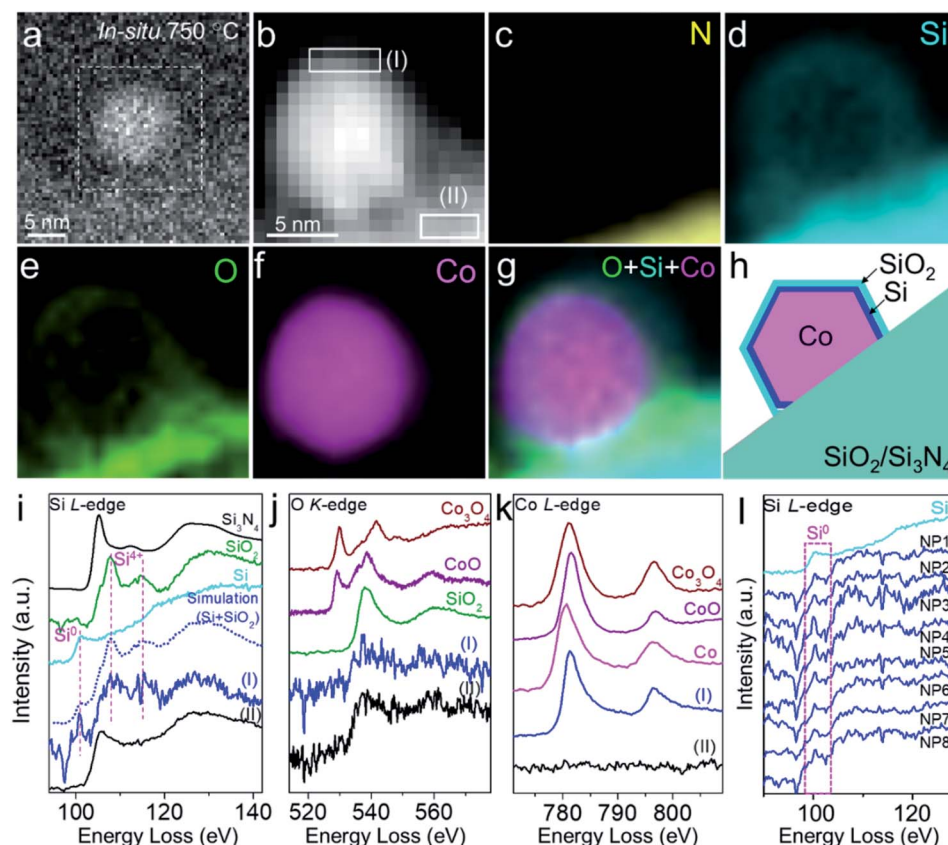 a
In-situ 750 °C
5 nm
b
(I)
(II)
5 nm
c
N
d
Si
e
O
f
Co
g
O+Si+Co
h
SiO2
Si
Co
SiO2/Si3N4
i
Si L-edge
Si3N4
Si4+
SiO2
Si
Si0
Simulation
(Si+SiO2)
(I)
(II)
Intensity (a.u.)
100 120 140
Energy Loss (eV)
j
O K-edge
Co3O4
CoO
SiO2
(I)
(II)
520 540 560
Energy Loss (eV)
k
Co L-edge
Co3O4
CoO
Co
(I)
(II)
780 790 800
Energy Loss (eV)
l
Si L-edge
Si
Si0
NP1
NP2
NP3
NP4
NP5
NP6
NP7
NP8
Intensity (a.u.)
100 120
Energy Loss (eV)